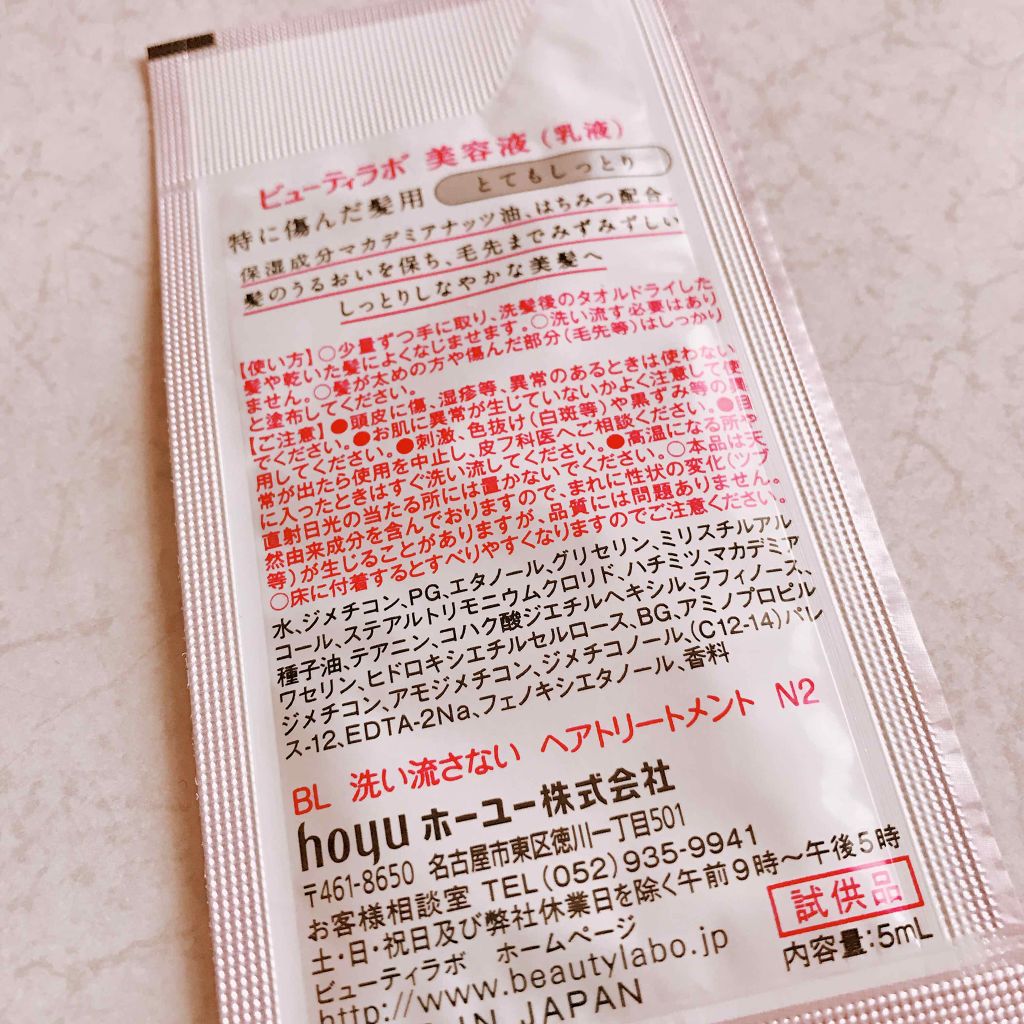 ビューティラボ 美容液（乳液）
特に傷んだ髪用 とてもしっとり
保湿成分マカデミアナッツ油、はちみつ配合。
髪のうるおいを保ち、毛先までみずみずしい
しっとりしなやかな美髪へ
【使い方】○少量ずつ手に取り、洗髪後のタオルドライした
髪や乾いた髪によくなじませます。○洗い流す必要はあり
ません。○髪が太めの方や傷んだ部分（毛先等）はしっかり
と塗布してください。
【ご注意】●頭皮に傷、湿疹等、異常のあるときは使わない
でください。●お肌に異常が生じていないかよく注意して使
用してください。●刺激、色抜け（白斑等）や黒ずみ等の異
常が出たら使用を中止し、皮フ科医へご相談ください。●目
に入ったときはすぐ洗い流してください。●高温になる所や
直射日光の当たる所には置かないでください。○本品は天
然由来成分を含んでおりますので、まれに性状の変化（ツブ
等）が生じることがありますが、品質には問題ありません。
○床に付着するとすべりやすくなりますのでご注意ください。
水、ジメチコン、PG、エタノール、グリセリン、ミリスチルアル
コール、ステアルトリモニウムクロリド、ハチミツ、マカデミア
種子油、テアニン、コハク酸ジエチルヘキシル、ラフィノース、
ワセリン、ヒドロキシエチルセルロース、BG、アミノプロピル
ジメチコン、アモジメチコン、ジメチコノール、(C12-14)パレ
ス-12、EDTA-2Na、フェノキシエタノール、香料
BL 洗い流さない ヘアトリートメント N2
hoyu ホーユー株式会社
〒461-8650 名古屋市東区徳川一丁目501
お客様相談室 TEL(052)935-9941
土・日・祝日及び弊社休業日を除く午前9時〜午後5時
ビューティラボ ホームページ
http://www.beautylabo.jp
IN JAPAN
試供品
内容量:5mL